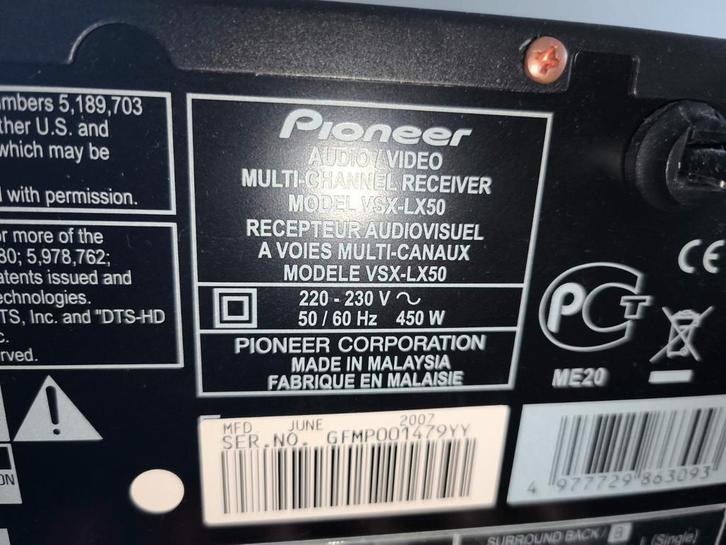 mbers 5,189,703
ther U.S. and
which may be
d with permission.
or more of the
80; 5,978,762;
atents issued and
echnologies.
TS, Inc. and "DTS-HD
c.
rved.
Pioneer
AUDIO/VIDEO
MULTI-CHANNEL RECEIVER
MODEL VSX-LX50
RECEPTEUR AUDIOVISUEL
A VOIES MULTI-CANAUX
MODELE VSX-LX50
220 - 230 V ~
50 / 60 Hz 450 W
PIONEER CORPORATION
MADE IN MALAYSIA
FABRIQUE EN MALAISIE
CE
PCT
ME20
MFD. JUNE 2007
SER.NO. GFMP001479YY
4 977729 863093
ON
SURROUND BACK / B
L (Single)